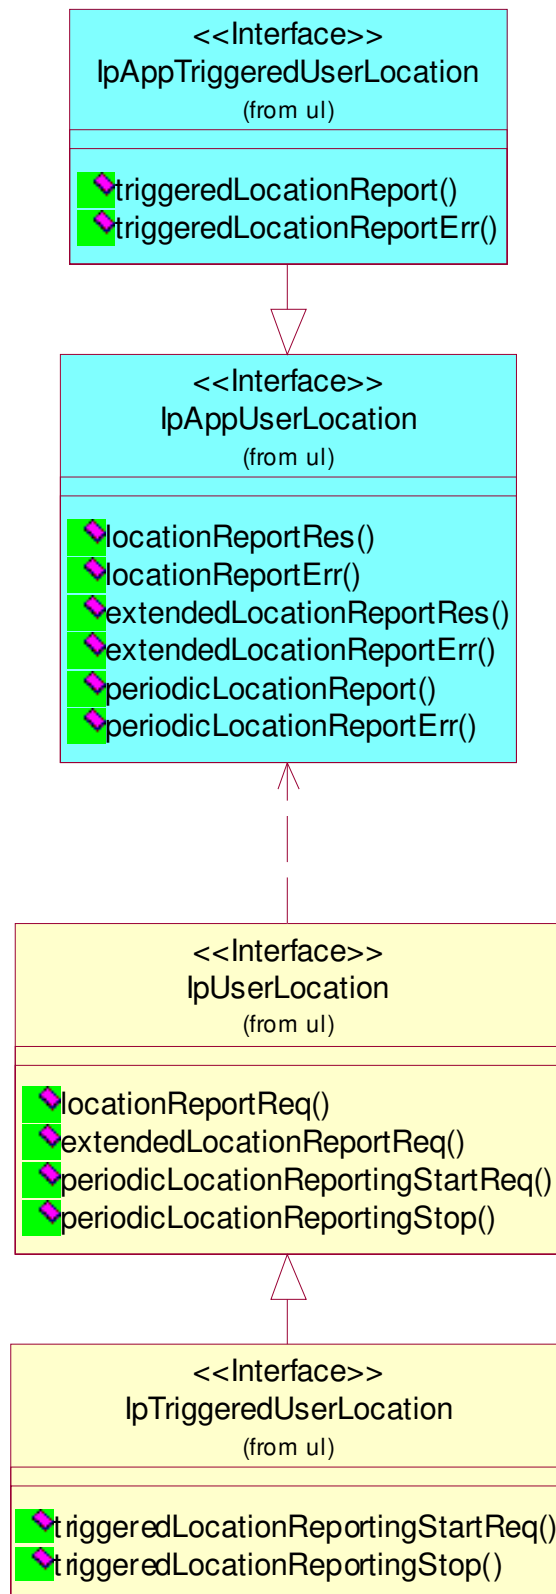 <<Interface>>
IpAppTriggeredUserLocation
(from ul)
triggeredLocationReport()
triggeredLocationReportErr()
<<Interface>>
IpAppUserLocation
(from ul)
locationReportRes()
locationReportErr()
extendedLocationReportRes()
extendedLocationReportErr()
periodicLocationReport()
periodicLocationReportErr()
<<Interface>>
IpUserLocation
(from ul)
locationReportReq()
extendedLocationReportReq()
periodicLocationReportingStartReq()
periodicLocationReportingStop()
<<Interface>>
IpTriggeredUserLocation
(from ul)
triggeredLocationReportingStartReq()
triggeredLocationReportingStop()